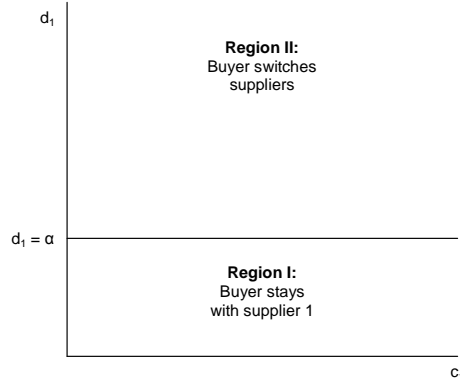 d₁
Region II:
Buyer switches
suppliers
d₁ = α
Region I:
Buyer stays
with supplier 1
c